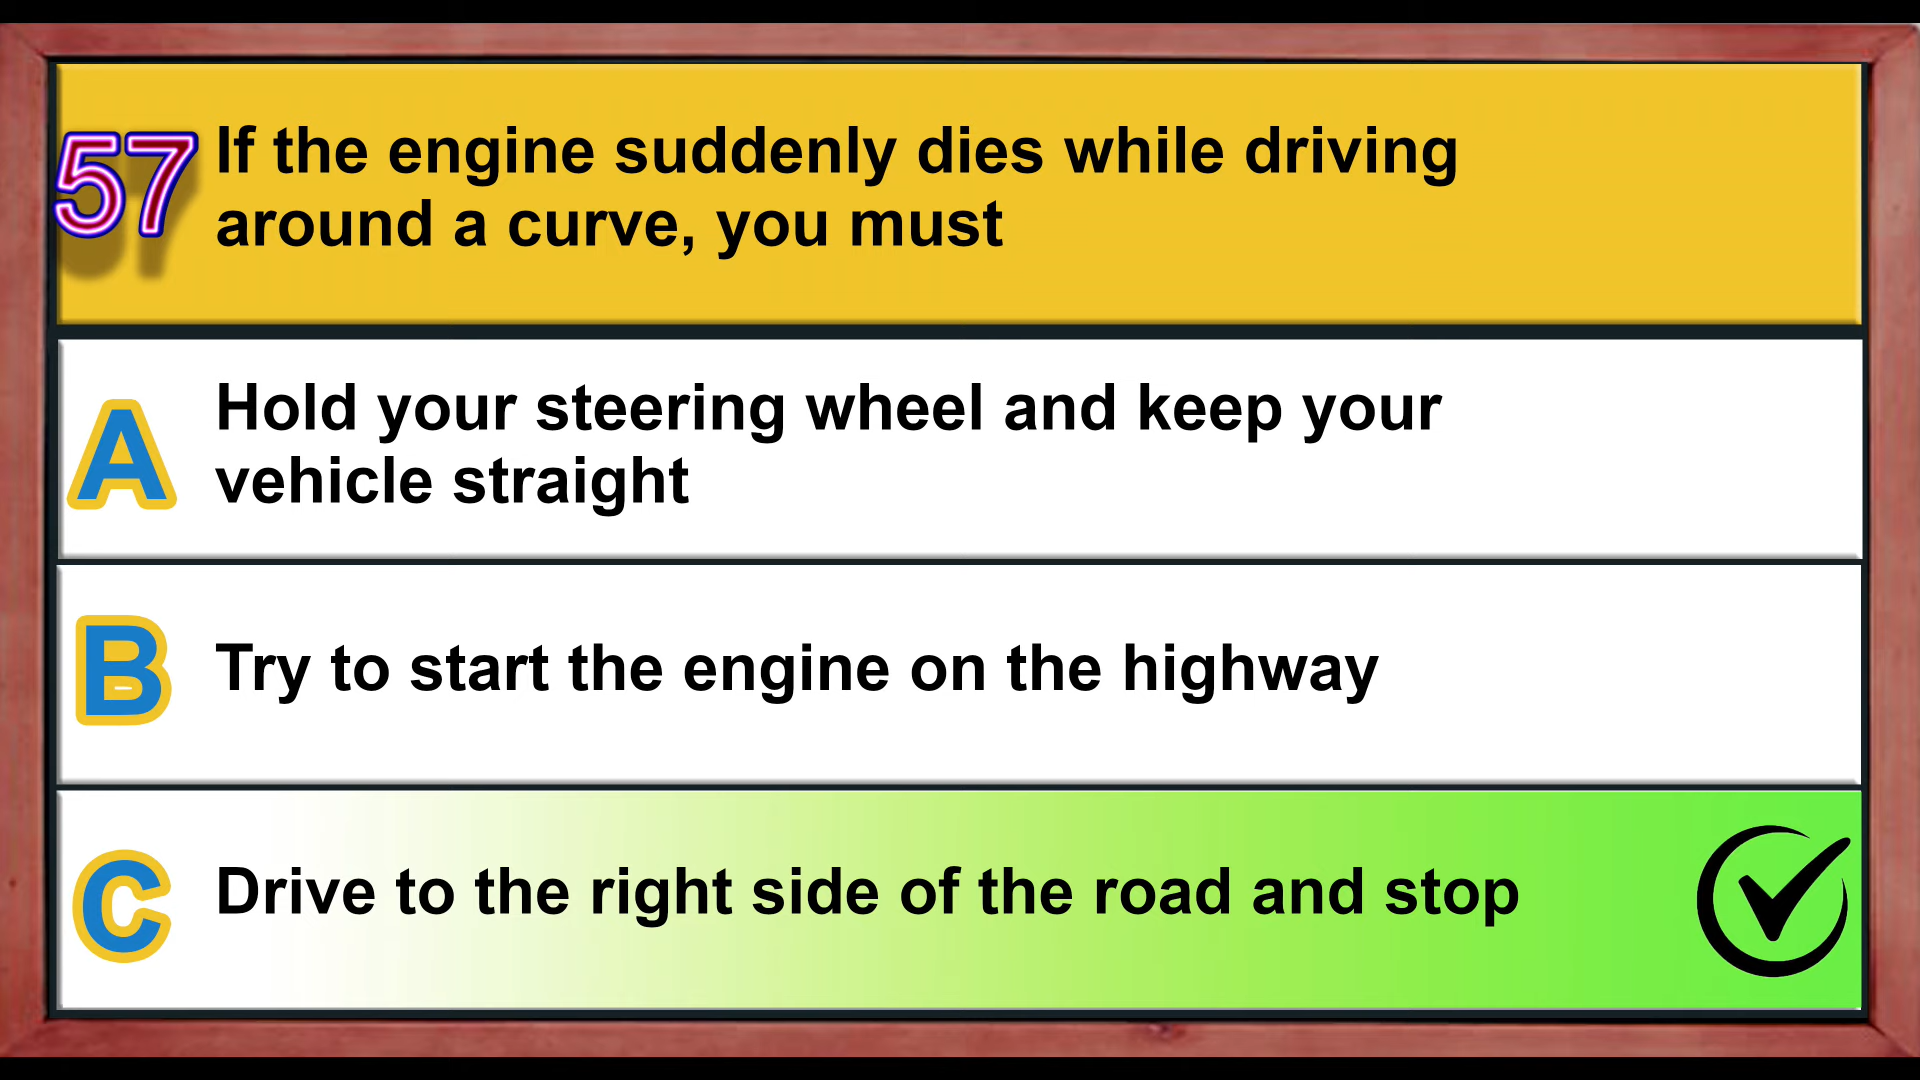 57
If the engine suddenly dies while driving
around a curve, you must
A
Hold your steering wheel and keep your
vehicle straight
B
Try to start the engine on the highway
C
Drive to the right side of the road and stop